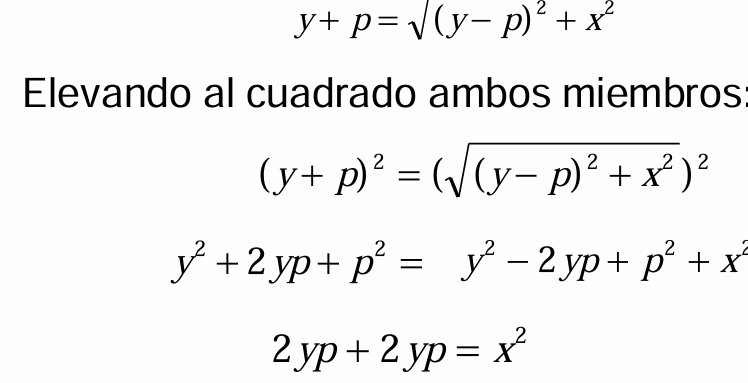 y + p = √(y − p)² + x²
Elevando al cuadrado ambos miembros:
(y + p)² = (√(y − p)² + x²)²
y² + 2yp + p² = y² − 2yp + p² + x²
2yp + 2yp = x²